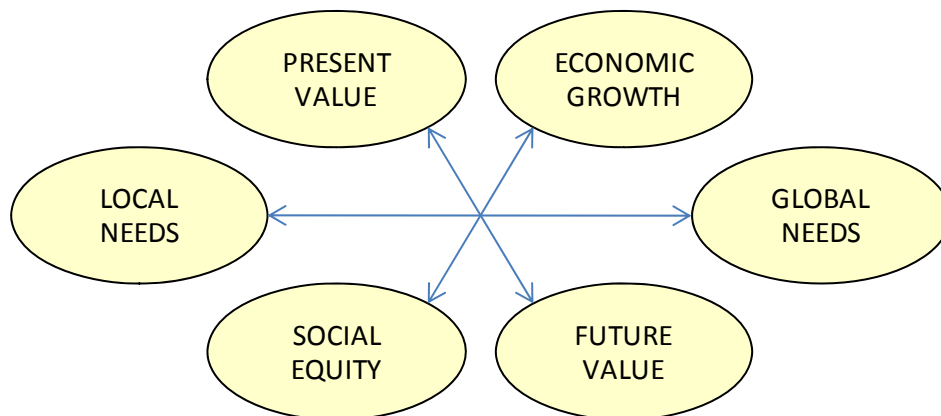 PRESENT
VALUE
ECONOMIC
GROWTH
LOCAL
NEEDS
GLOBAL
NEEDS
SOCIAL
EQUITY
FUTURE
VALUE